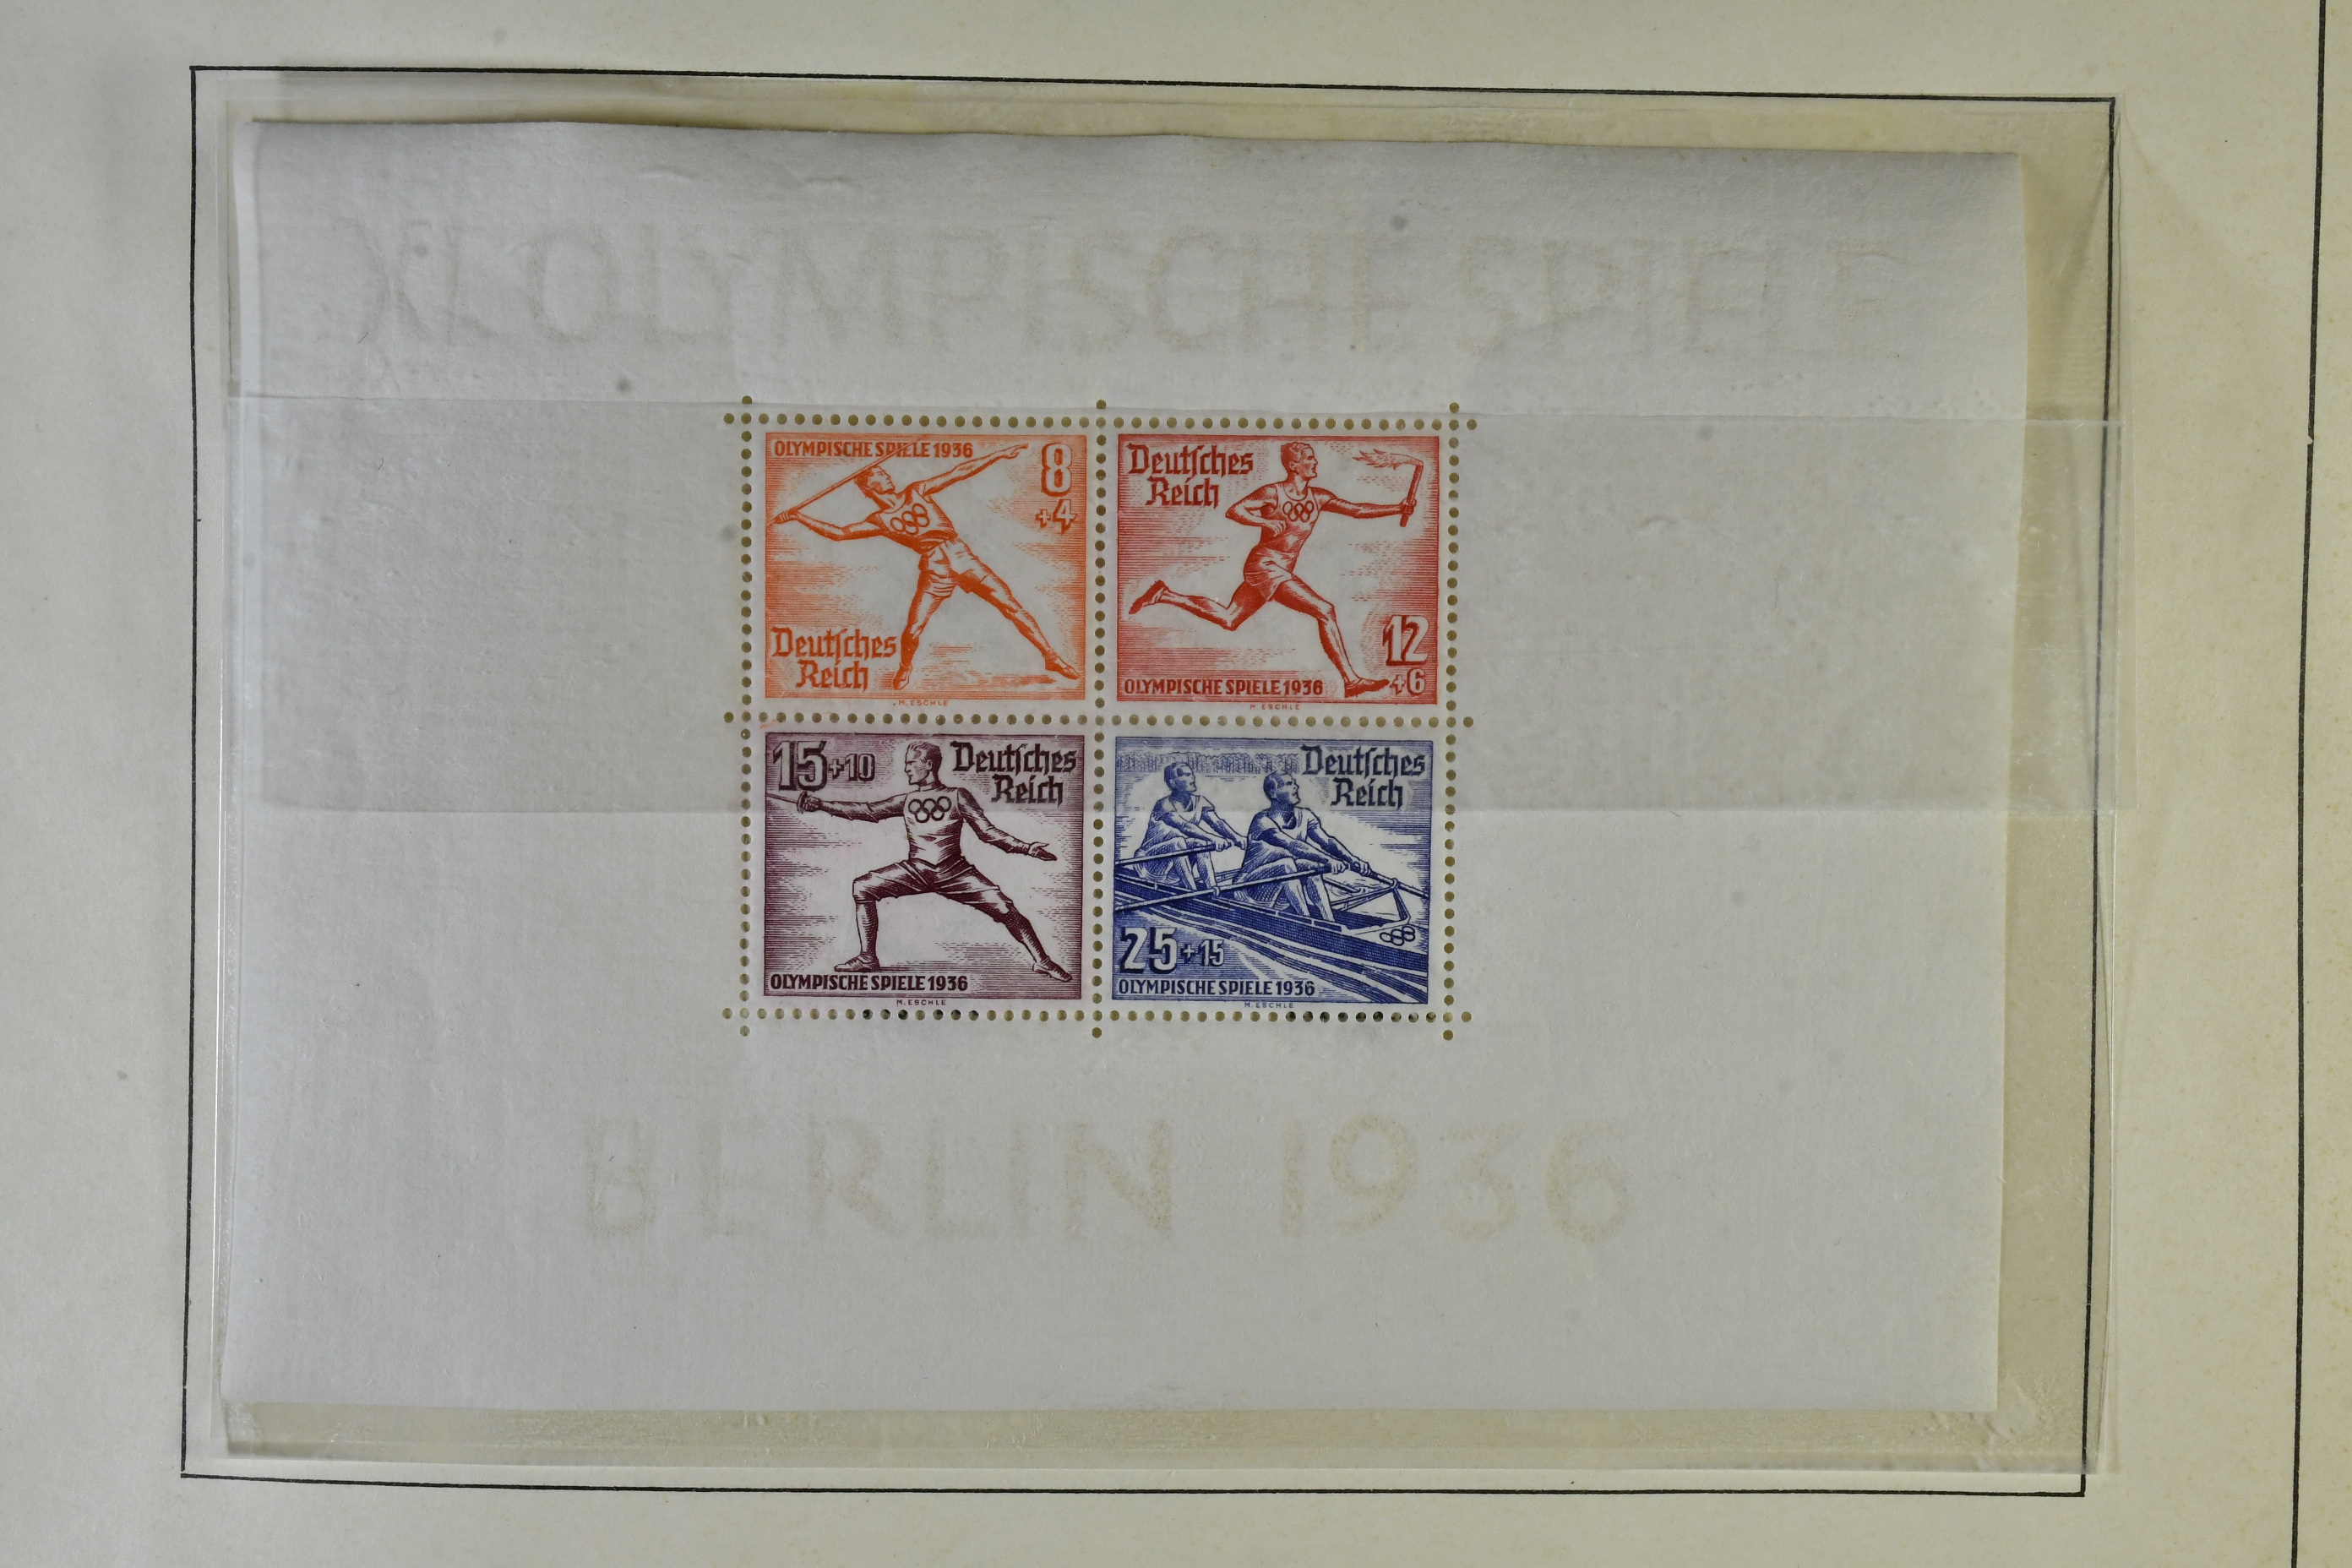 XI. OLYMPISCHE SPIELE
OLYMPISCHE SPIELE 1936
8
+4
Deutsches
Reich
M. ESCHLE
Deutsches
Reich
12
+6
OLYMPISCHE SPIELE 1936
M. ESCHLE
15+10
Deutsches
Reich
OLYMPISCHE SPIELE 1936
M. ESCHLE
Deutsches
Reich
25+15
OLYMPISCHE SPIELE 1936
M. ESCHLE
BERLIN 1936